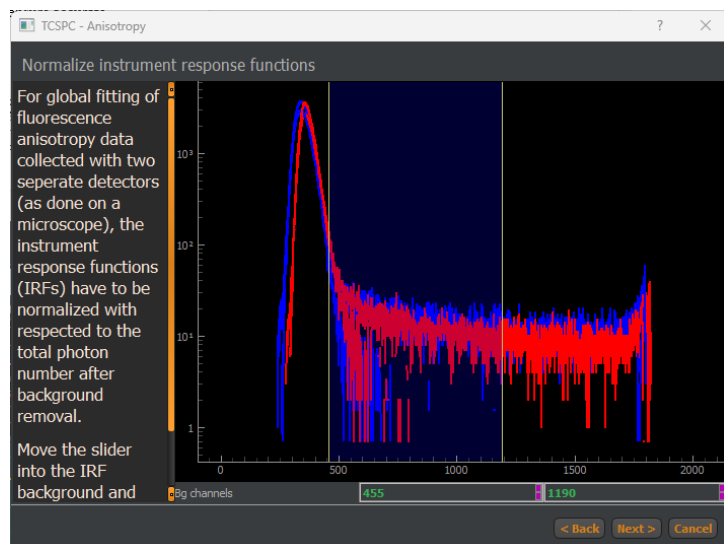 TCSPC - Anisotropy
?
Normalize instrument response functions
For global fitting of
fluorescence
anisotropy data
collected with two
seperate detectors
(as done on a
microscope), the
instrument
response functions
(IRFs) have to be
normalized with
respected to the
total photon
number after
background
removal.
Move the slider
into the IRF
background and
10³
10²
10¹
1
0
500
1000
1500
2000
Bg channels
455
1190
< Back
Next >
Cancel